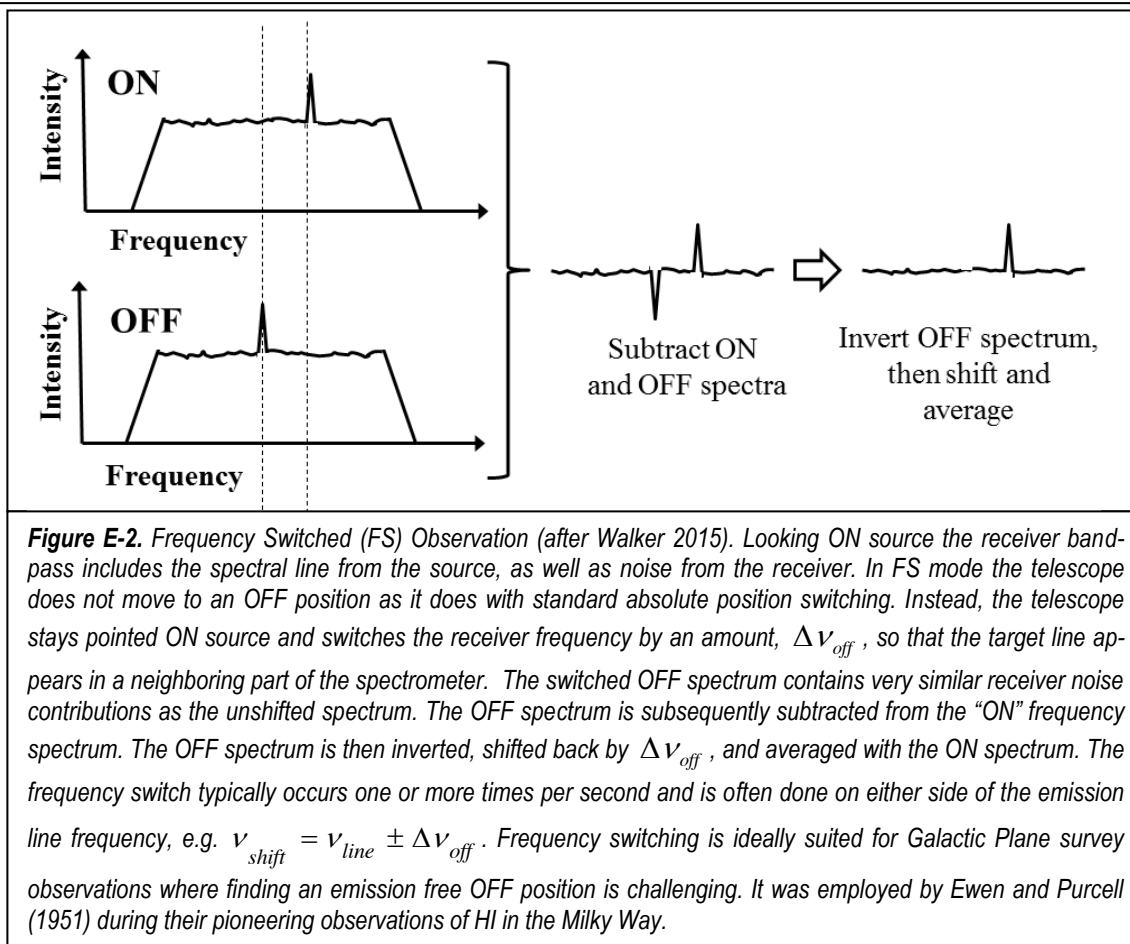 Intensity
ON
Frequency
Intensity
OFF
Frequency
Subtract ON
and OFF spectra
Invert OFF spectrum,
then shift and
average
Figure E-2. Frequency Switched (FS) Observation (after Walker 2015). Looking ON source the receiver band-
pass includes the spectral line from the source, as well as noise from the receiver. In FS mode the telescope
does not move to an OFF position as it does with standard absolute position switching. Instead, the telescope
stays pointed ON source and switches the receiver frequency by an amount, Δν_off , so that the target line ap-
pears in a neighboring part of the spectrometer. The switched OFF spectrum contains very similar receiver noise
contributions as the unshifted spectrum. The OFF spectrum is subsequently subtracted from the “ON” frequency
spectrum. The OFF spectrum is then inverted, shifted back by Δν_off , and averaged with the ON spectrum. The
frequency switch typically occurs one or more times per second and is often done on either side of the emission
line frequency, e.g. ν_shift = ν_line ± Δν_off . Frequency switching is ideally suited for Galactic Plane survey
observations where finding an emission free OFF position is challenging. It was employed by Ewen and Purcell
(1951) during their pioneering observations of HI in the Milky Way.